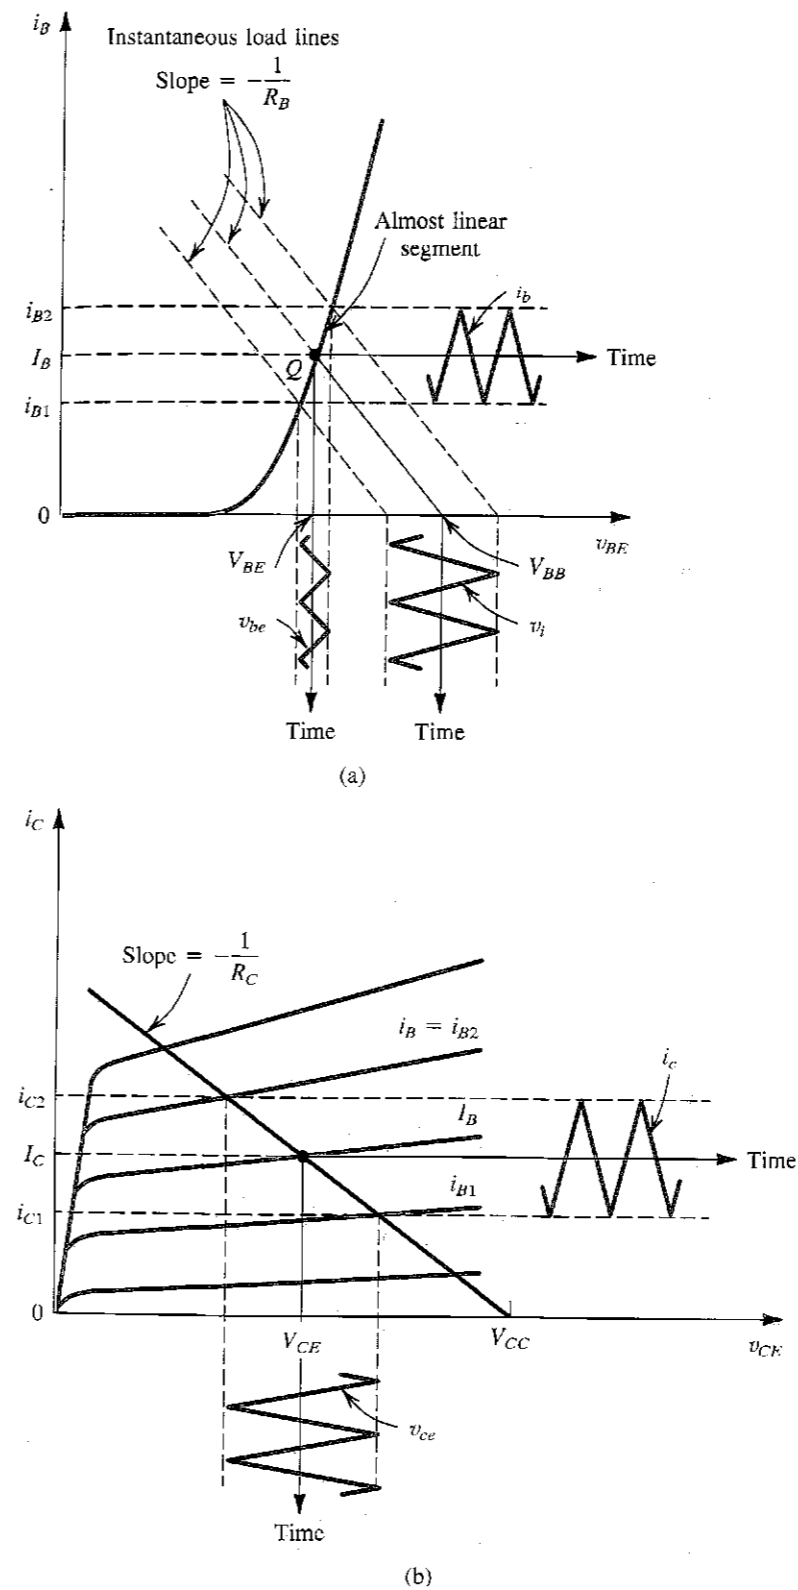 i_B
Instantaneous load lines
Slope = -1/R_B
Almost linear
segment
i_B2
i_b
I_B
Q
Time
i_B1
0
V_BE
V_BB
v_BE
v_be
v_i
Time
Time
(a)
i_C
Slope = -1/R_C
i_B = i_B2
i_c
i_C2
I_B
I_C
Time
i_B1
i_C1
0
V_CE
V_CC
v_CE
v_ce
Time
(b)